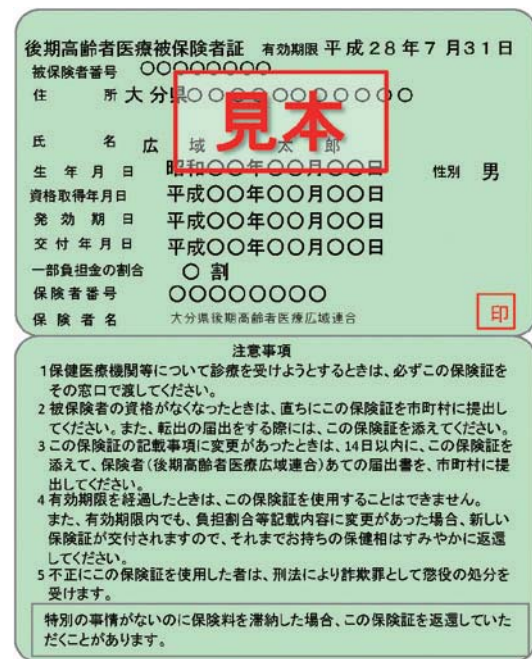 後期高齢者医療被保険者証 有効期限 平成28年7月31日
被保険者番号 ○○○○○○○○
住 所 大分県○○○○○○○○○○○
見本
氏 名 広 域 太 郎
生年月日 昭和○○年○○月○○日 性別 男
資格取得年月日 平成○○年○○月○○日
発効期日 平成○○年○○月○○日
交付年月日 平成○○年○○月○○日
一部負担金の割合 ○割
保険者番号 ○○○○○○○○
保険者名 大分県後期高齢者医療広域連合
印
注意事項
1保健医療機関等について診療を受けようとするときは、必ずこの保険証を
その窓口で渡してください。
2被保険者の資格がなくなったときは、直ちにこの保険証を市町村に提出し
てください。また、転出の届出をする際には、この保険証を添えてください。
3この保険証の記載事項に変更があったときは、14日以内に、この保険証を
添えて、保険者(後期高齢者医療広域連合)あての届出書を、市町村に提
出してください。
4有効期限を経過したときは、この保険証を使用することはできません。
また、有効期限内でも、負担割合等記載内容に変更があった場合、新しい
保険証が交付されますので、それまでお持ちの保健相はすみやかに返還
してください。
5不正にこの保険証を使用した者は、刑法により詐欺罪として懲役の処分を
受けます。
特別の事情がないのに保険料を滞納した場合、この保険証を返還していた
だくことがあります。